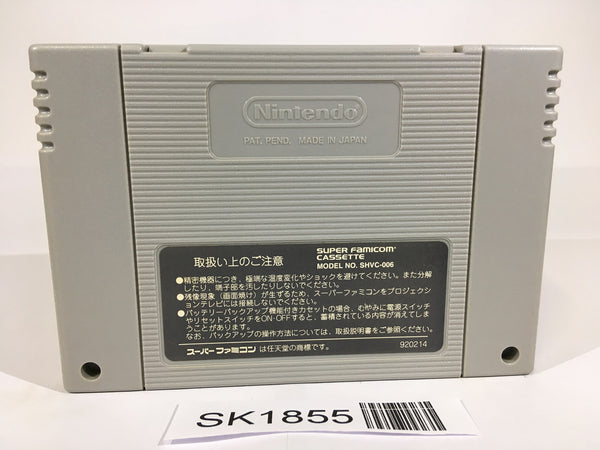 Nintendo
PAT. PEND. MADE IN JAPAN
取扱い上のご注意
SUPER FAMICOM
CASSETTE
MODEL NO. SHVC-006
●精密機器につき、極端な温度変化やショックを避けてください。また分解
したり、端子部を汚したりしないでください。
●残像現象（画面焼け）が生ずるため、スーパーファミコンをプロジェクシ
ョンテレビには接続しないでください。
●バッテリーバックアップ機能付きカセットの場合、むやみに電源スイッチ
やリセットスイッチをON-OFFすると、蓄積されている内容が消えてしま
うことがあります。
なお、バックアップの操作方法については、取扱説明書をご参照ください。
スーパーファミコン は任天堂の商標です。
920214
SK1855